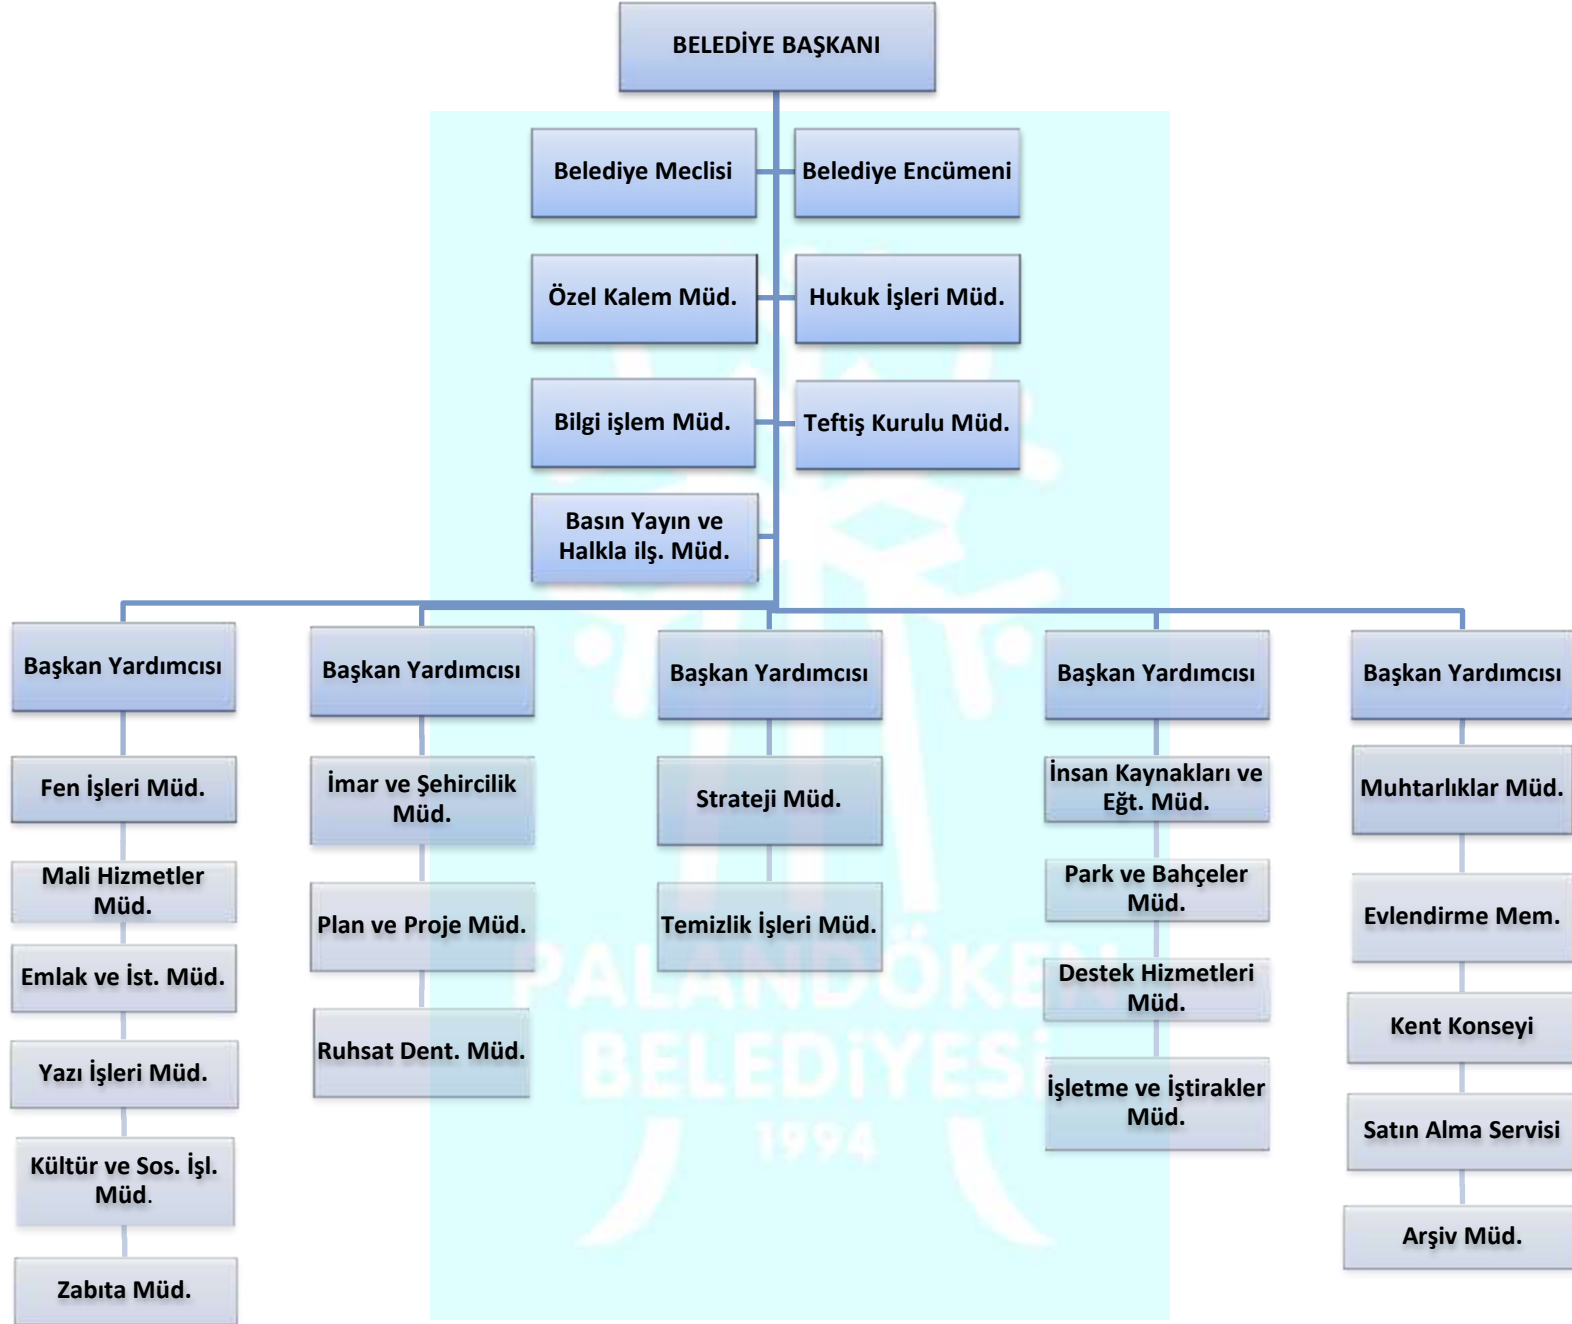 BELEDİYE BAŞKANI
Belediye Meclisi
Belediye Encümeni
Özel Kalem Müd.
Hukuk İşleri Müd.
Bilgi işlem Müd.
Teftiş Kurulu Müd.
Basın Yayın ve
Halkla ilş. Müd.
Başkan Yardımcısı
Fen İşleri Müd.
Mali Hizmetler
Müd.
Emlak ve İst. Müd.
Yazı İşleri Müd.
Kültür ve Sos. İşl.
Müd.
Zabıta Müd.
Başkan Yardımcısı
İmar ve Şehircilik
Müd.
Plan ve Proje Müd.
Ruhsat Dent. Müd.
Başkan Yardımcısı
Strateji Müd.
Temizlik İşleri Müd.
Başkan Yardımcısı
İnsan Kaynakları ve
Eğt. Müd.
Park ve Bahçeler
Müd.
Destek Hizmetleri
Müd.
İşletme ve İştirakler
Müd.
Başkan Yardımcısı
Muhtarlıklar Müd.
Evlendirme Mem.
Kent Konseyi
Satın Alma Servisi
Arşiv Müd.
PALANDÖKEN
BELEDİYESİ
1994